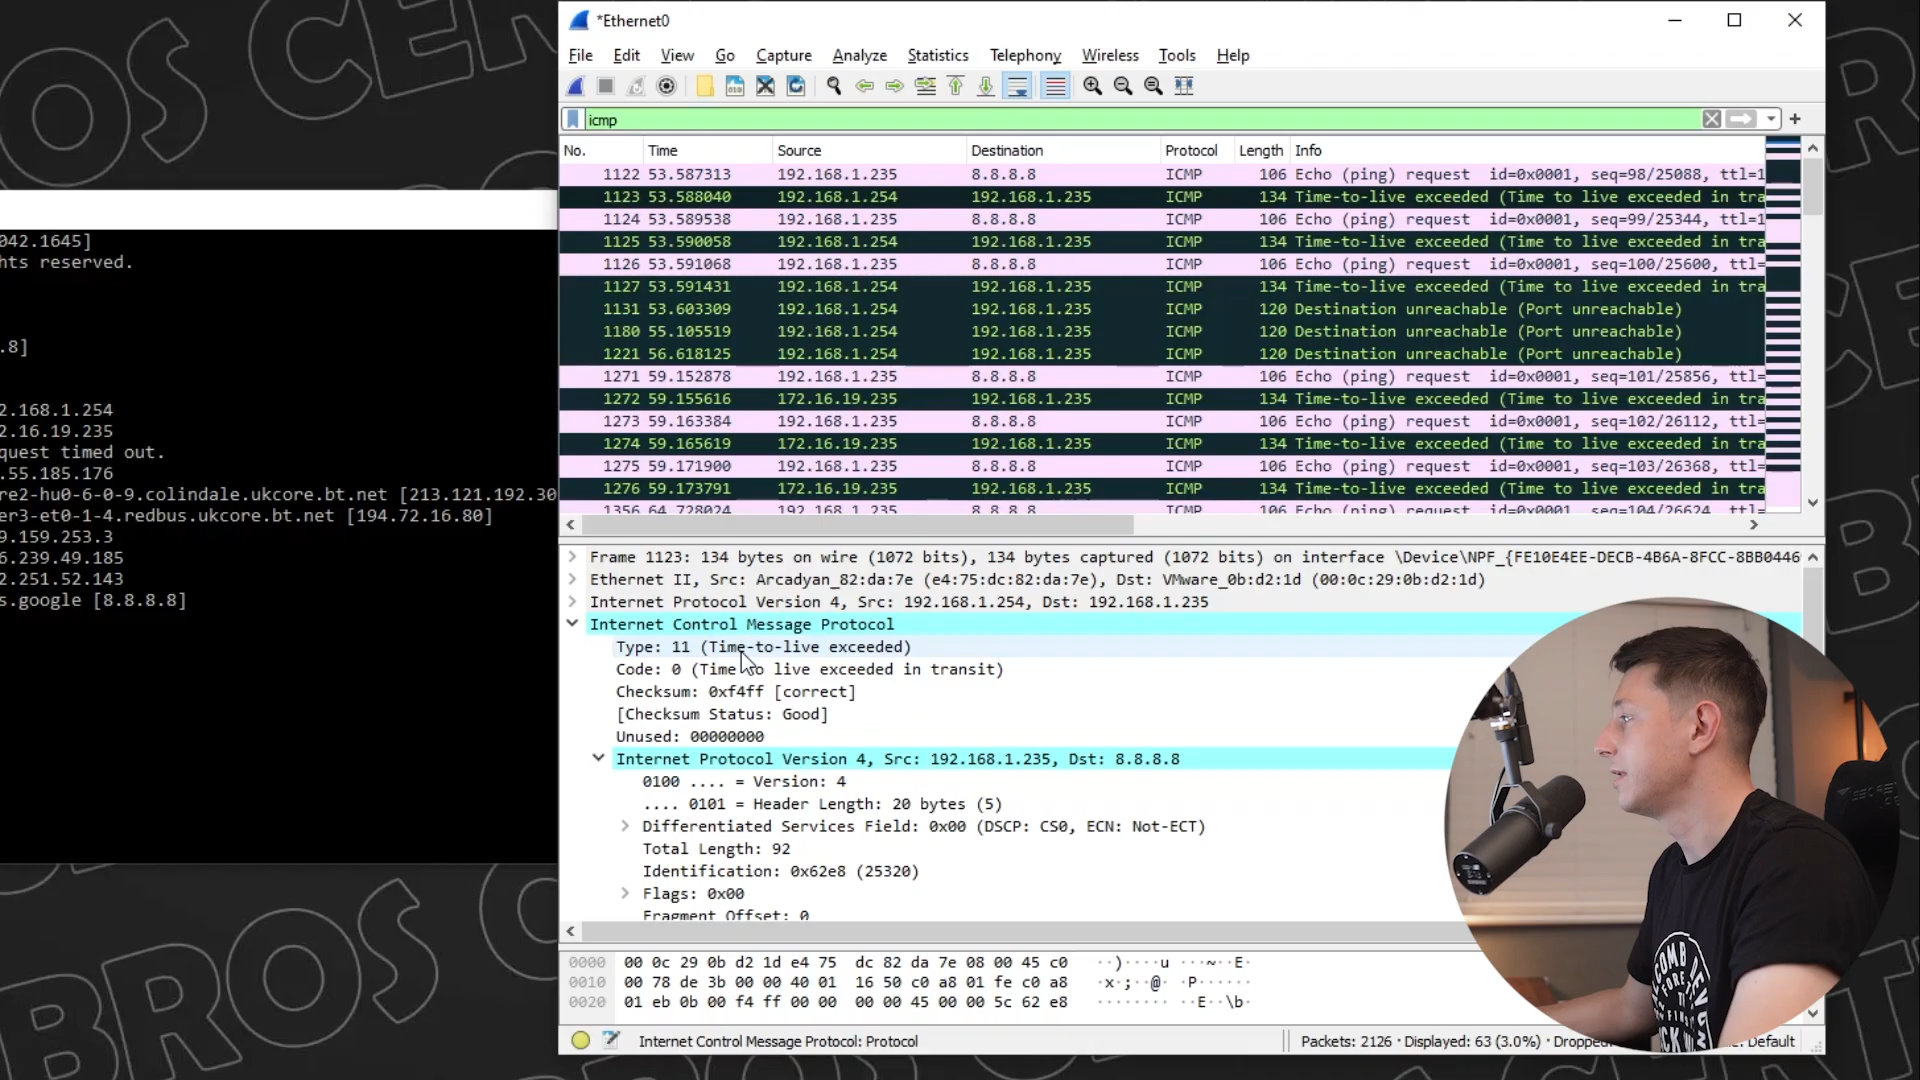 BROS CERT
*Ethernet0
File Edit View Go Capture Analyze Statistics Telephony Wireless Tools Help
icmp
No. Time Source Destination Protocol Length Info
1122 53.587313 192.168.1.235 8.8.8.8 ICMP 106 Echo (ping) request id=0x0001, seq=98/25088, ttl=1
1123 53.588040 192.168.1.254 192.168.1.235 ICMP 134 Time-to-live exceeded (Time to live exceeded in tra
1124 53.589538 192.168.1.235 8.8.8.8 ICMP 106 Echo (ping) request id=0x0001, seq=99/25344, ttl=1
1125 53.590058 192.168.1.254 192.168.1.235 ICMP 134 Time-to-live exceeded (Time to live exceeded in tra
1126 53.591068 192.168.1.235 8.8.8.8 ICMP 106 Echo (ping) request id=0x0001, seq=100/25600, ttl=
1127 53.591431 192.168.1.254 192.168.1.235 ICMP 134 Time-to-live exceeded (Time to live exceeded in tra
1131 53.603309 192.168.1.254 192.168.1.235 ICMP 120 Destination unreachable (Port unreachable)
1180 55.105519 192.168.1.254 192.168.1.235 ICMP 120 Destination unreachable (Port unreachable)
1221 56.618125 192.168.1.254 192.168.1.235 ICMP 120 Destination unreachable (Port unreachable)
1271 59.152878 192.168.1.235 8.8.8.8 ICMP 106 Echo (ping) request id=0x0001, seq=101/25856, ttl=
1272 59.155616 172.16.19.235 192.168.1.235 ICMP 134 Time-to-live exceeded (Time to live exceeded in tra
1273 59.163384 192.168.1.235 8.8.8.8 ICMP 106 Echo (ping) request id=0x0001, seq=102/26112, ttl=
1274 59.165619 172.16.19.235 192.168.1.235 ICMP 134 Time-to-live exceeded (Time to live exceeded in tra
1275 59.171900 192.168.1.235 8.8.8.8 ICMP 106 Echo (ping) request id=0x0001, seq=103/26368, ttl=
1276 59.173791 172.16.19.235 192.168.1.235 ICMP 134 Time-to-live exceeded (Time to live exceeded in tra
1356 64.728024 192.168.1.235 8.8.8.8 ICMP 106 Echo (ping) request id=0x0001, seq=104/26624, ttl=
042.1645]
hts reserved.
.8]
2.168.1.254
2.16.19.235
quest timed out.
.55.185.176
re2-hu0-6-0-9.colindale.ukcore.bt.net [213.121.192.30
er3-et0-1-4.redbus.ukcore.bt.net [194.72.16.80]
9.159.253.3
6.239.49.185
2.251.52.143
s.google [8.8.8.8]
Frame 1123: 134 bytes on wire (1072 bits), 134 bytes captured (1072 bits) on interface \Device\NPF_{FE10E4EE-DECB-4B6A-8FCC-8BB0446
Ethernet II, Src: Arcadyan_82:da:7e (e4:75:dc:82:da:7e), Dst: VMware_0b:d2:1d (00:0c:29:0b:d2:1d)
Internet Protocol Version 4, Src: 192.168.1.254, Dst: 192.168.1.235
Internet Control Message Protocol
Type: 11 (Time-to-live exceeded)
Code: 0 (Time to live exceeded in transit)
Checksum: 0xf4ff [correct]
[Checksum Status: Good]
Unused: 00000000
Internet Protocol Version 4, Src: 192.168.1.235, Dst: 8.8.8.8
0100 .... = Version: 4
.... 0101 = Header Length: 20 bytes (5)
Differentiated Services Field: 0x00 (DSCP: CS0, ECN: Not-ECT)
Total Length: 92
Identification: 0x62e8 (25320)
Flags: 0x00
Fragment Offset: 0
0000 00 0c 29 0b d2 1d e4 75 dc 82 da 7e 08 00 45 c0 ··)····u ···~··E·
0010 00 78 de 3b 00 00 40 01 16 50 c0 a8 01 fe c0 a8 ·x·;··@· ·P······
0020 01 eb 0b 00 f4 ff 00 00 00 00 45 00 00 5c 62 e8 ········ ··E··\b·
Internet Control Message Protocol: Protocol
Packets: 2126 · Displayed: 63 (3.0%) · Droppe
: Default
BROS